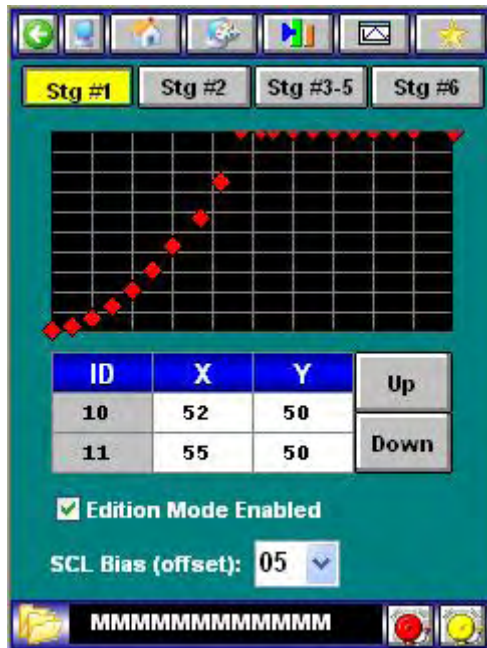 Stg #1 Stg #2 Stg #3-5 Stg #6
ID X Y Up
10 52 50
11 55 50 Down
Edition Mode Enabled
SCL Bias (offset): 05
MMMMMMMMMMMMM